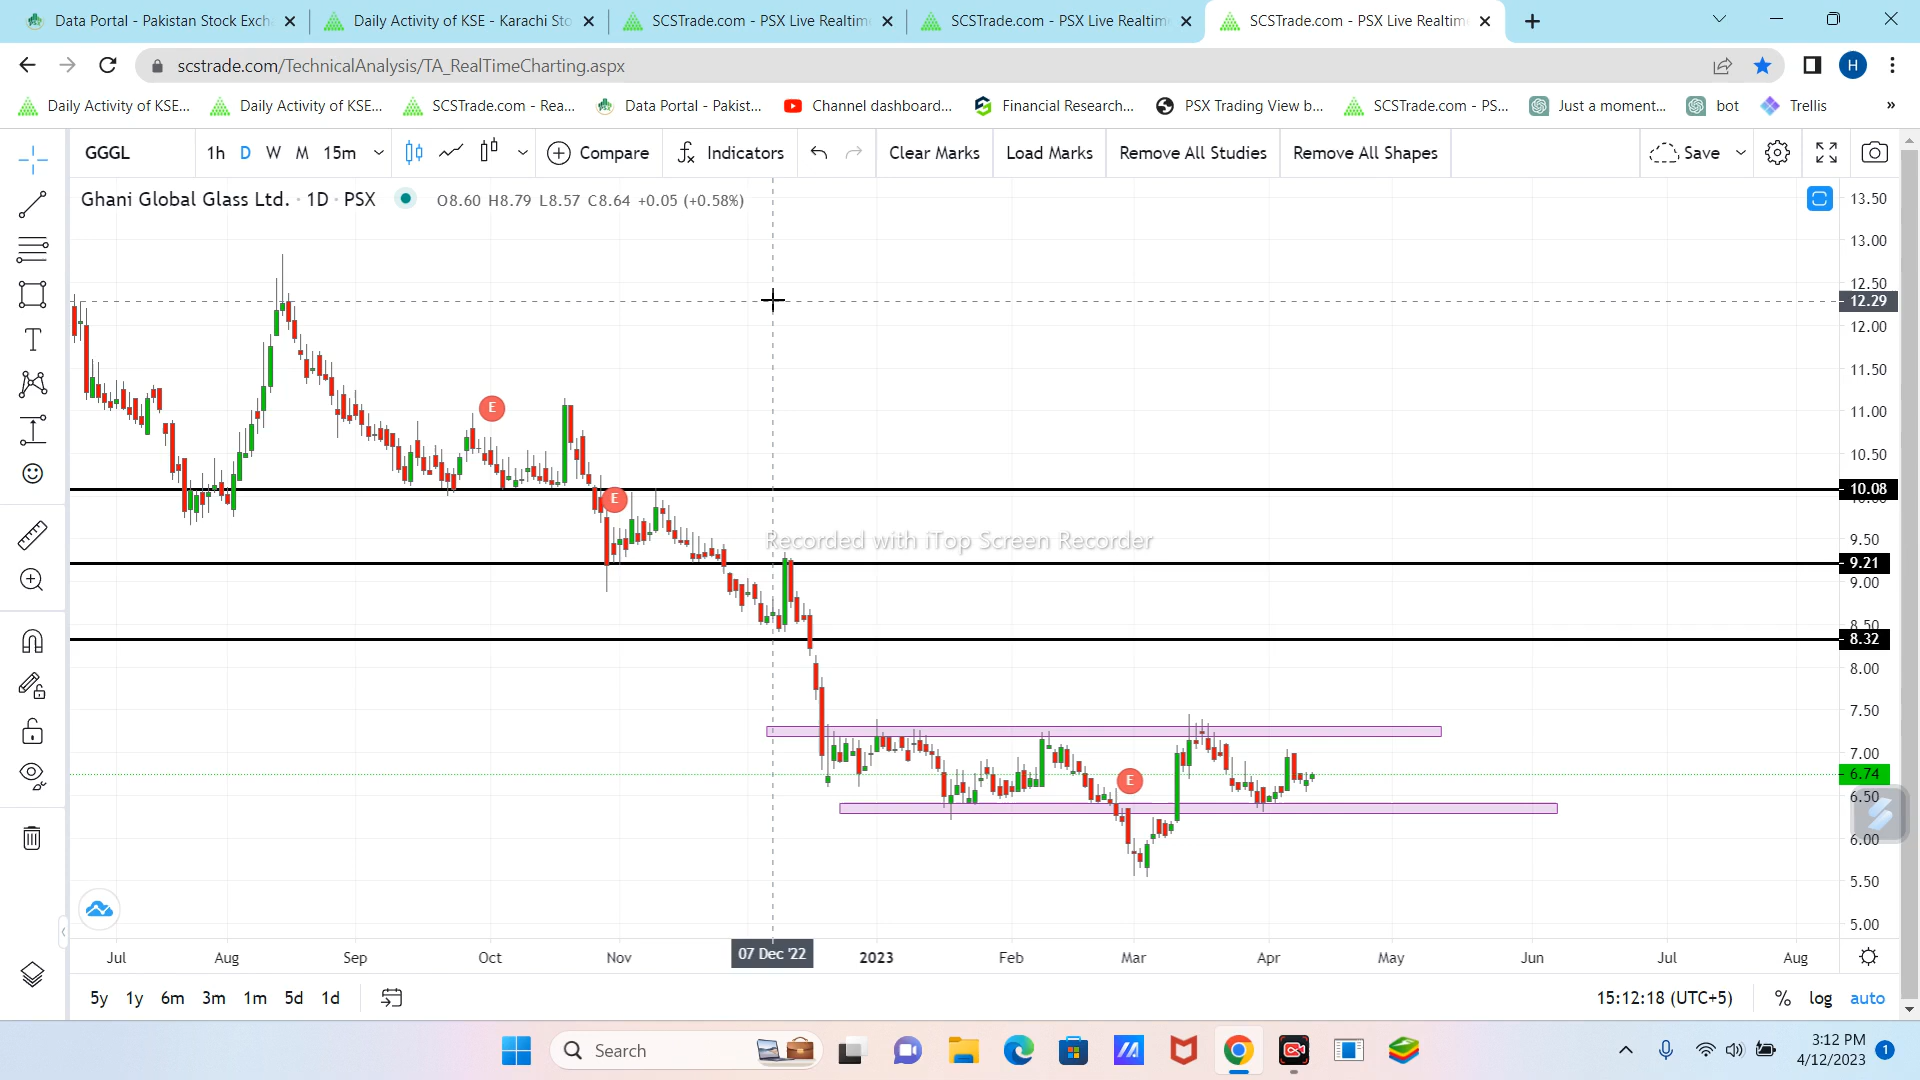 Data Portal - Pakistan Stock Exch
Daily Activity of KSE - Karachi Sto
SCSTrade.com - PSX Live Realtim
SCSTrade.com - PSX Live Realtim
SCSTrade.com - PSX Live Realtim
scstrade.com/TechnicalAnalysis/TA_RealTimeCharting.aspx
H
Daily Activity of KSE...
Daily Activity of KSE...
SCSTrade.com - Rea...
Data Portal - Pakist...
Channel dashboard...
Financial Research...
PSX Trading View b...
SCSTrade.com - PS...
Just a moment...
bot
Trellis
»
GGGL
1h D W M 15m
Compare
Indicators
Clear Marks
Load Marks
Remove All Studies
Remove All Shapes
Save
Ghani Global Glass Ltd. · 1D · PSX
O8.60 H8.79 L8.57 C8.64 +0.05 (+0.58%)
13.50
13.00
12.50
12.29
12.00
11.50
11.00
10.50
10.08
10.00
9.50
9.21
9.00
8.50
8.32
8.00
7.50
7.00
6.74
6.50
6.00
5.50
5.00
E
E
E
Recorded with iTop Screen Recorder
Jul Aug Sep Oct Nov 07 Dec '22 2023 Feb Mar Apr May Jun Jul Aug
5y 1y 6m 3m 1m 5d 1d
15:12:18 (UTC+5) % log auto
Search
3:12 PM
4/12/2023
1